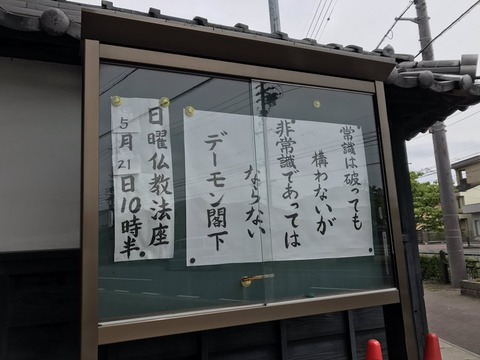 常識は破っても
構わないが
非常識であっては
ならない
デーモン閣下
日曜仏教法座
5月21日10時半.